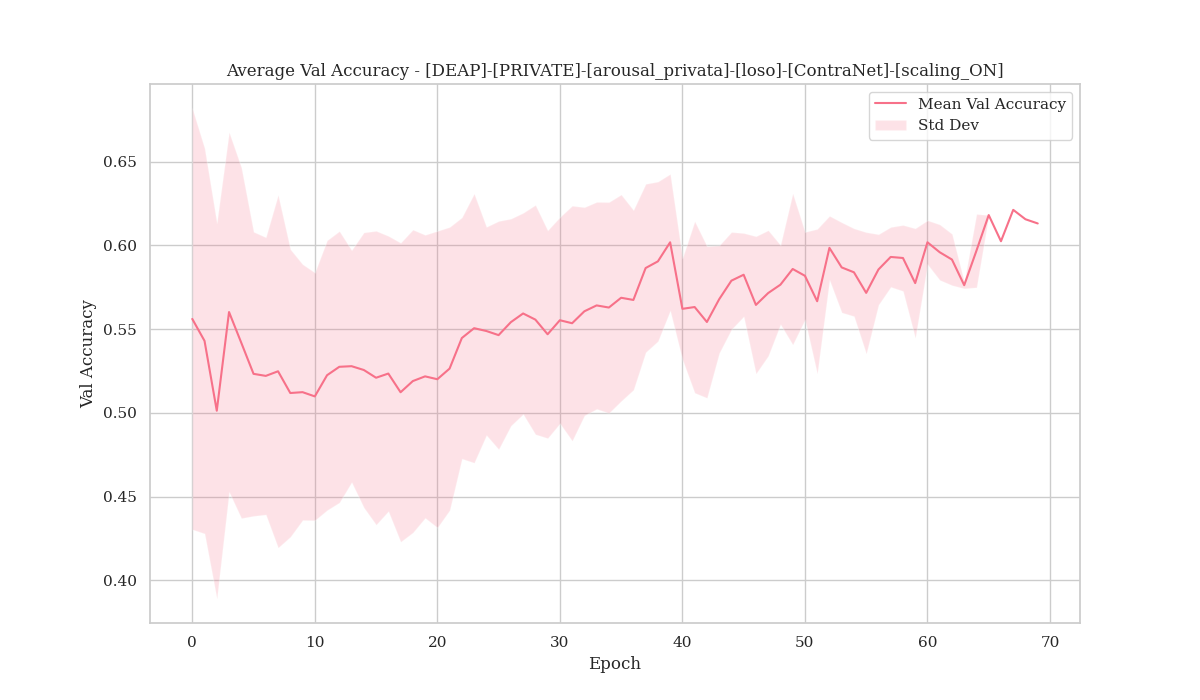 Average Val Accuracy - [DEAP]-[PRIVATE]-[arousal_privata]-[loso]-[ContraNet]-[scaling_ON]
Mean Val Accuracy
Std Dev
Val Accuracy
0.65
0.60
0.55
0.50
0.45
0.40
0 10 20 30 40 50 60 70
Epoch